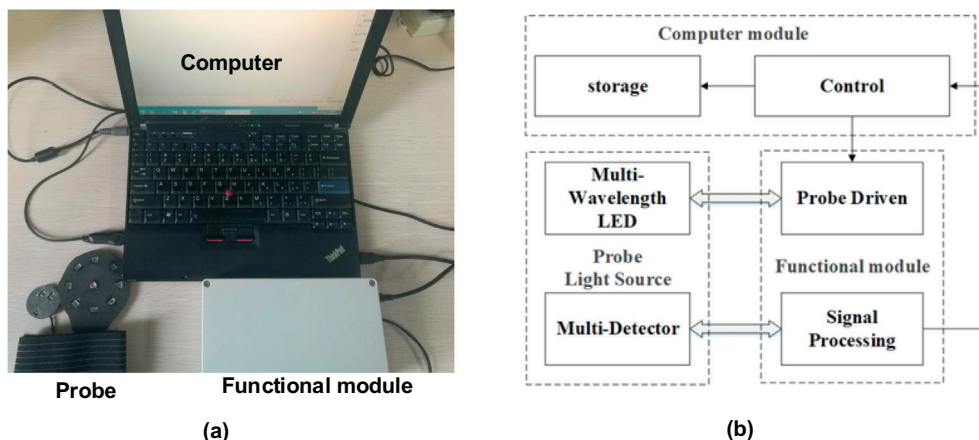 Computer
ThinkPad
Probe
Functional module
(a)
Computer module
storage
Control
Multi-
Wavelength
LED
Probe Driven
Probe
Light Source
Functional module
Multi-Detector
Signal
Processing
(b)